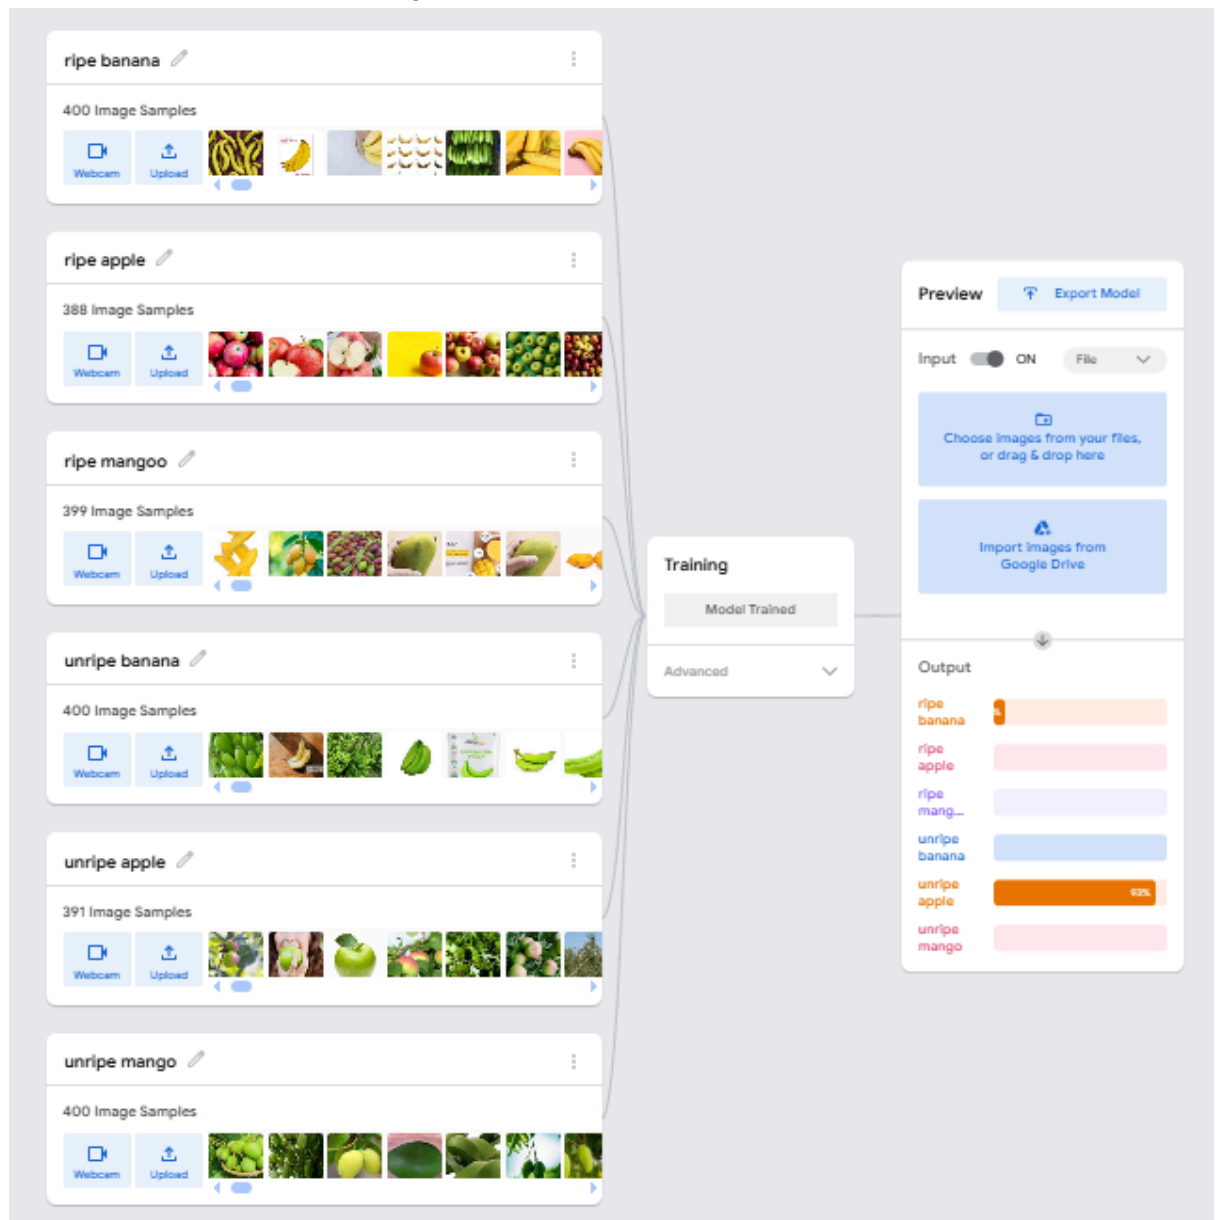 ripe banana
400 Image Samples
Webcam
Upload
ripe apple
388 Image Samples
Webcam
Upload
ripe mangoo
399 Image Samples
Webcam
Upload
unripe banana
400 Image Samples
Webcam
Upload
unripe apple
391 Image Samples
Webcam
Upload
unripe mango
400 Image Samples
Webcam
Upload
Training
Model Trained
Advanced
Preview
Export Model
Input
ON
File
Choose images from your files,
or drag & drop here
Import images from
Google Drive
Output
ripe
banana
%
ripe
apple
ripe
mang...
unripe
banana
unripe
apple
93%
unripe
mango